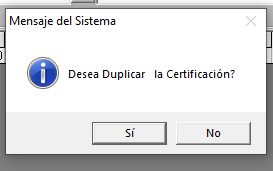 Mensaje del Sistema
Desea Duplicar   la Certificación?
Sí
No